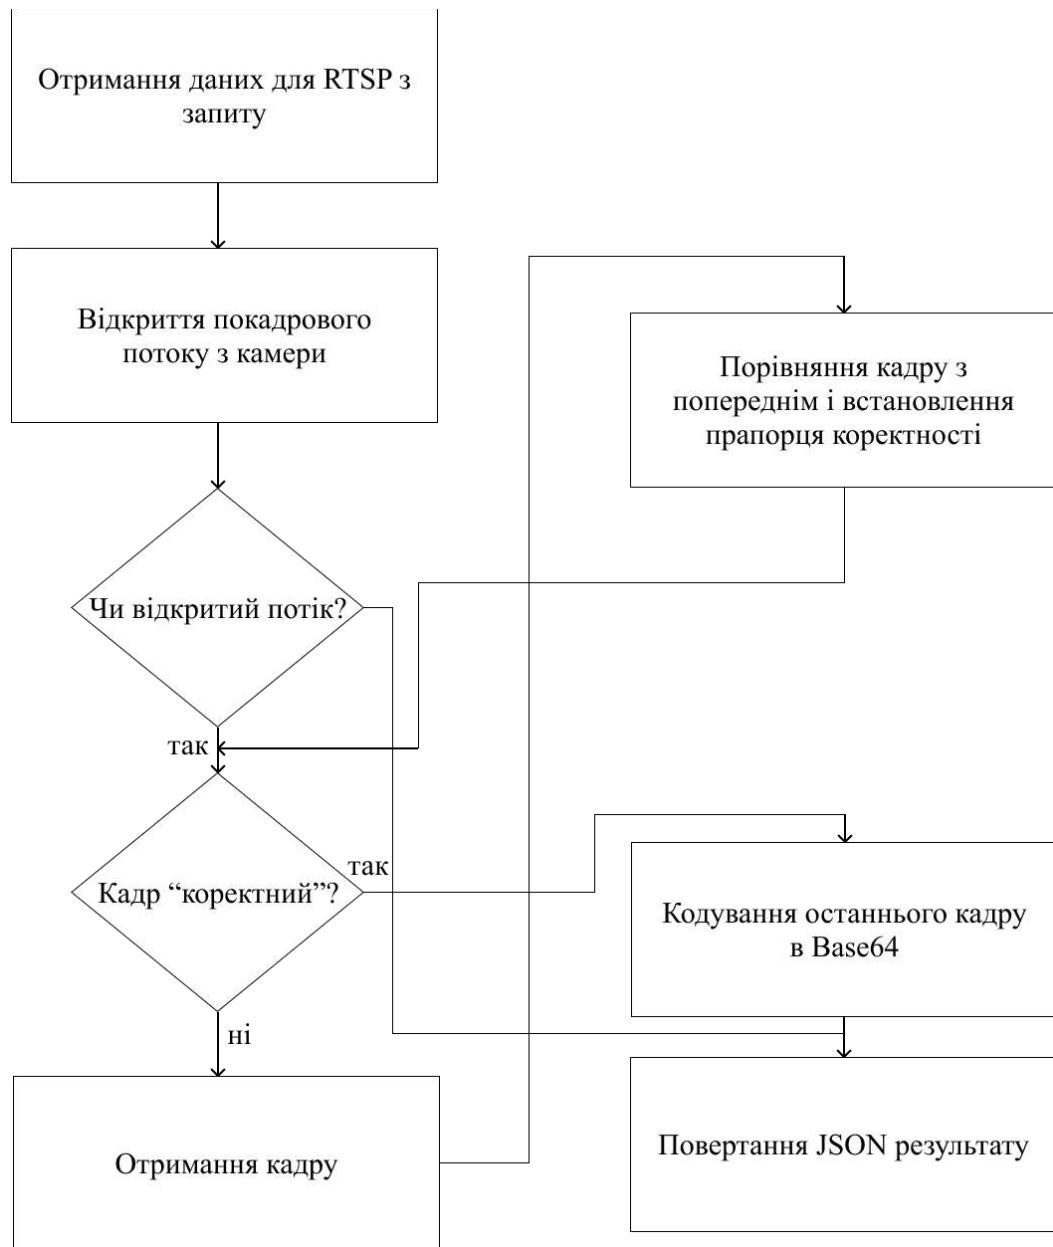 Отримання даних для RTSP з
запиту
Відкриття покадрового
потоку з камери
Порівняння кадру з
попереднім і встановлення
прапорця коректності
Чи відкритий потік?
так
Кадр “коректний”?
так
Кодування останнього кадру
в Base64
ні
Отримання кадру
Повертання JSON результату